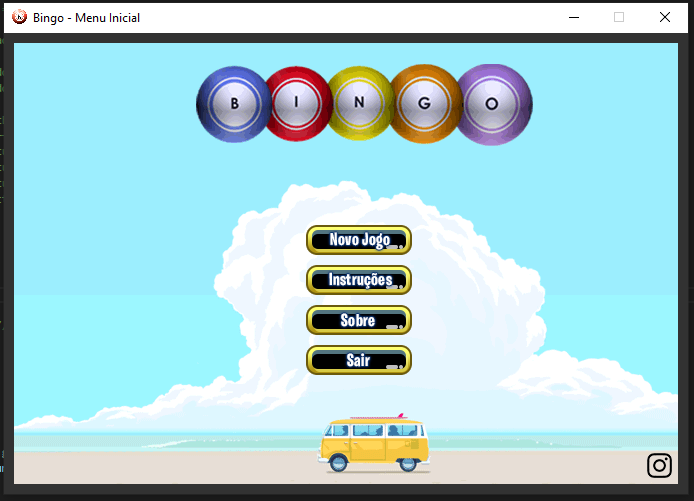 Bingo - Menu Inicial
B I N G O
Novo Jogo
Instruções
Sobre
Sair